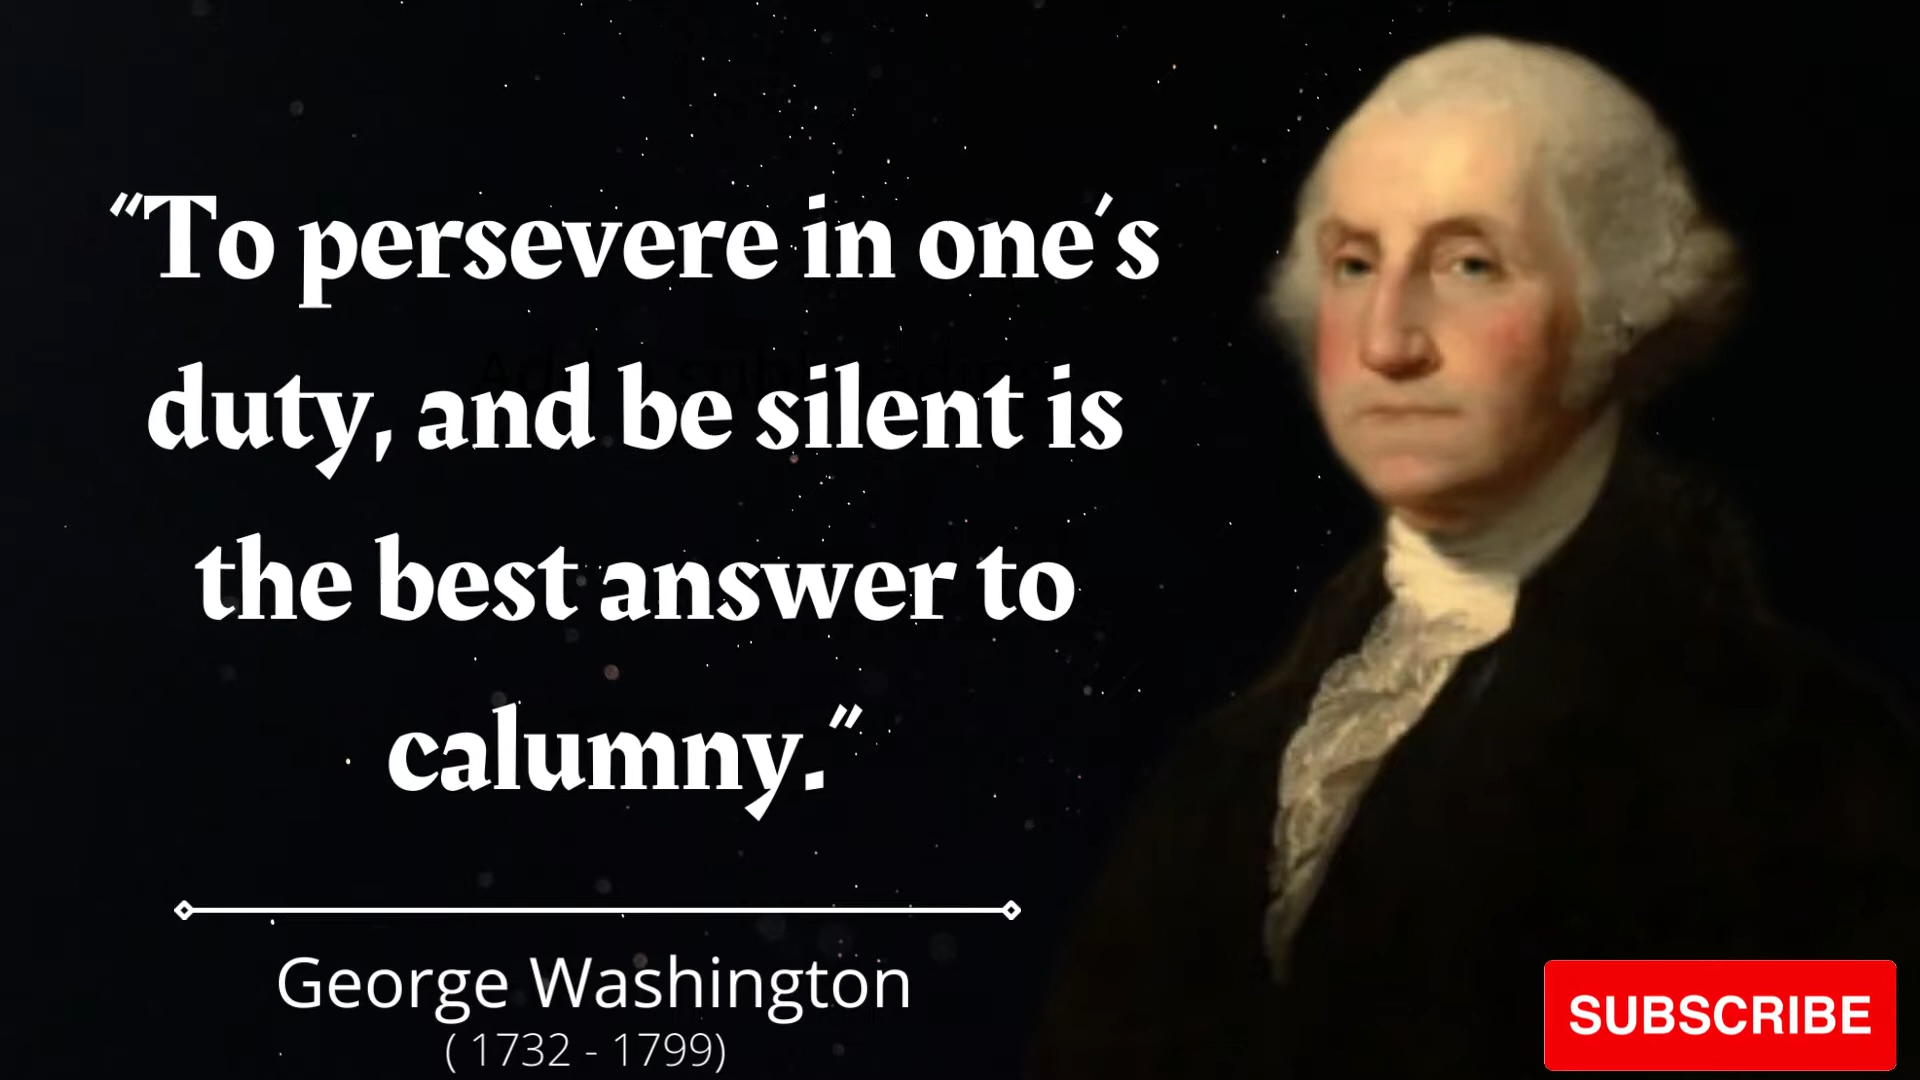 “To persevere in one's
duty, and be silent is
the best answer to
calumny.”
George Washington
( 1732 - 1799)
SUBSCRIBE